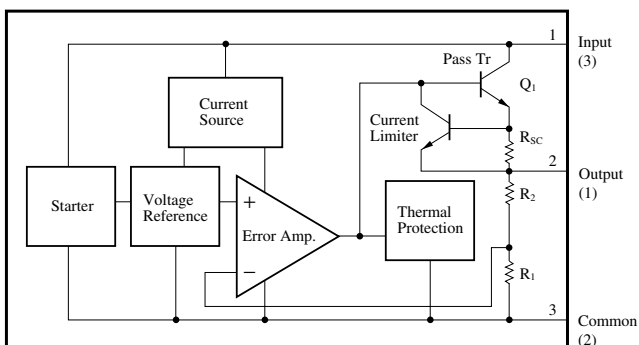 1
Input
(3)
Pass Tr
Q1
Current
Source
Current
Limiter
RSC
2
Output
(1)
Starter
Voltage
Reference
+
Error Amp.
−
Thermal
Protection
R2
R1
3
Common
(2)